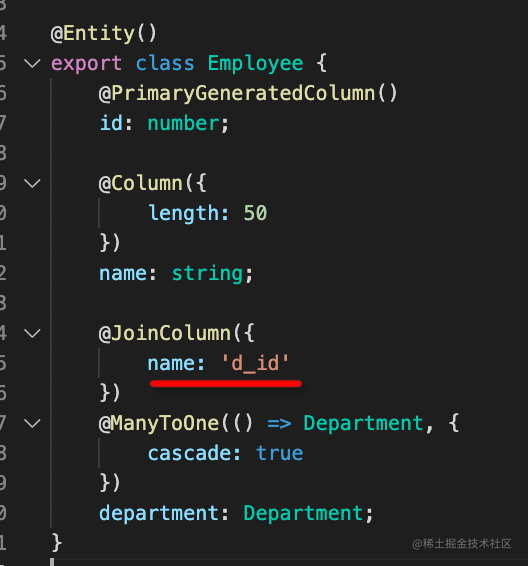 4 @Entity()
5 export class Employee {
6 @PrimaryGeneratedColumn()
7 id: number;
8
9 @Column({
0 length: 50
1 })
2 name: string;
3
4 @JoinColumn({
5 name: 'd_id'
6 })
7 @ManyToOne(() => Department, {
8 cascade: true
9 })
0 department: Department;
1 }
@稀土掘金技术社区